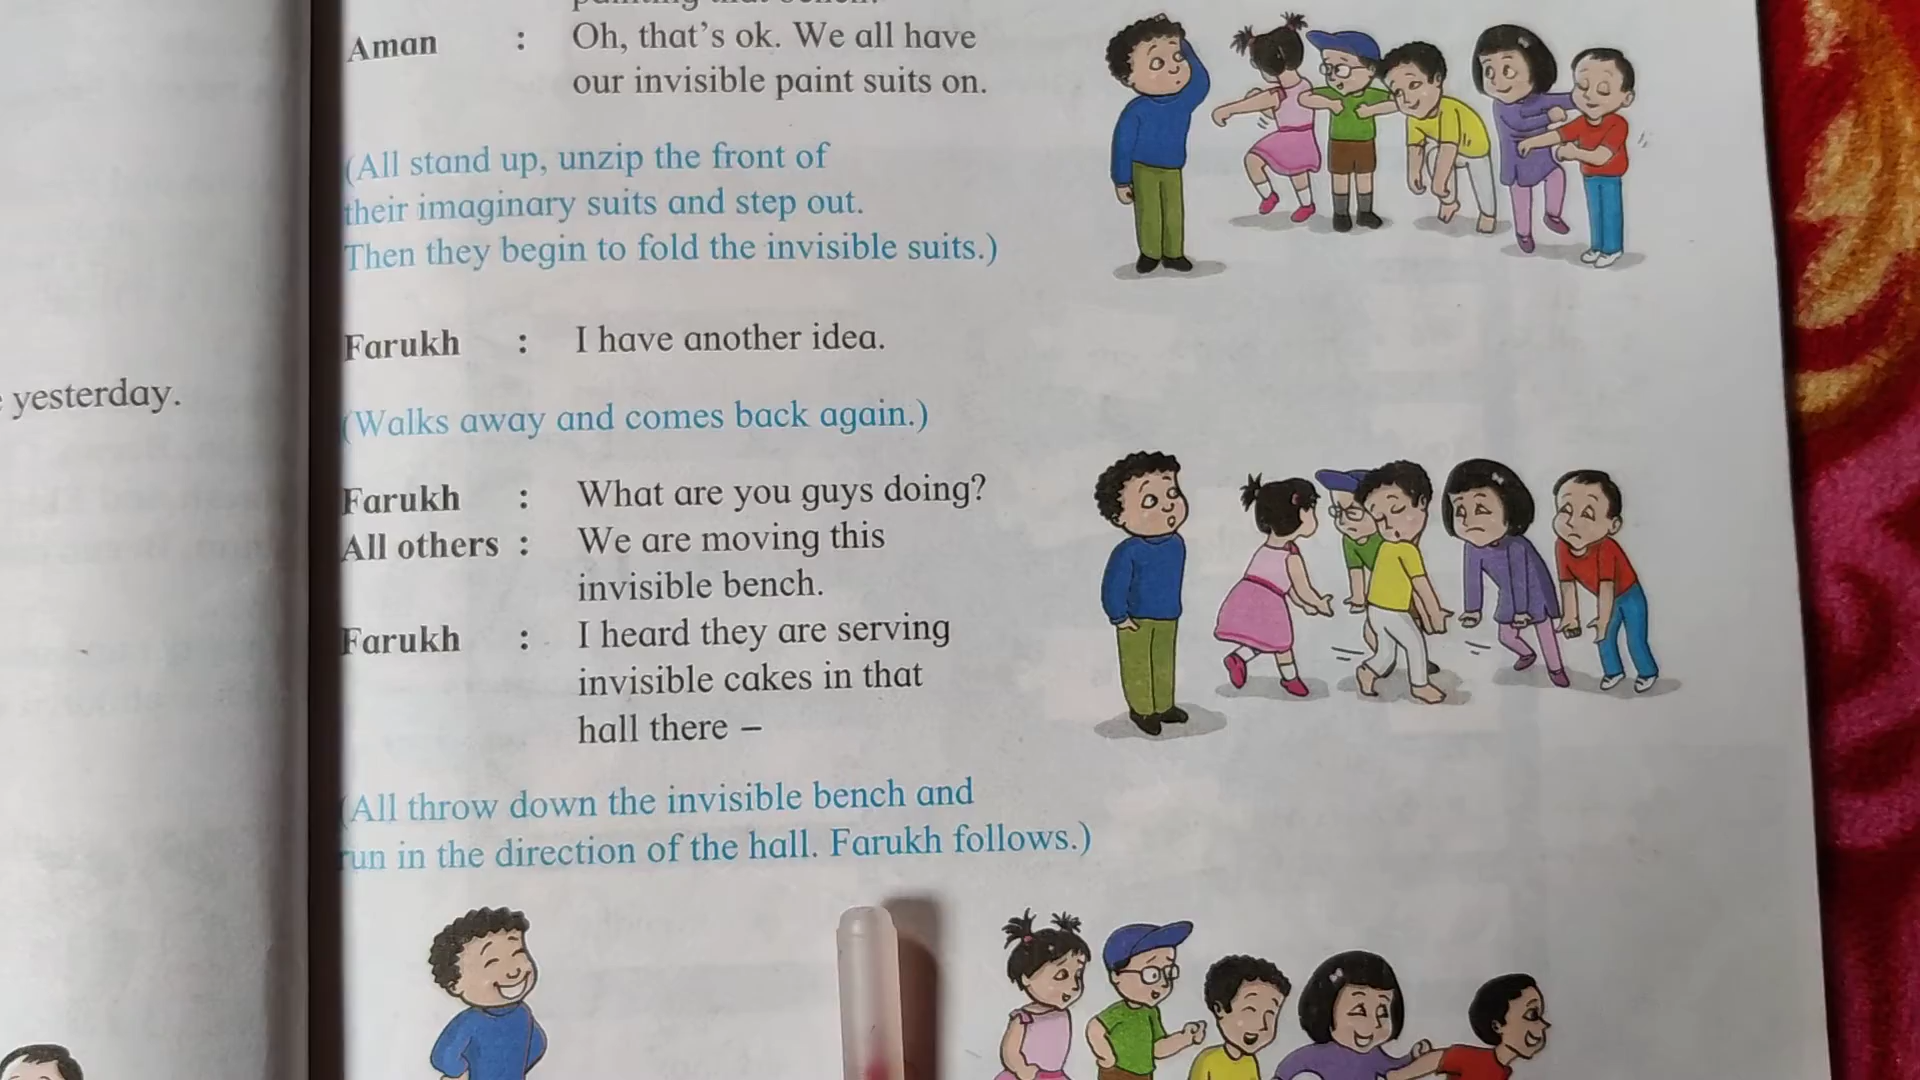 yesterday.
painting that bench.
Aman : Oh, that's ok. We all have
our invisible paint suits on.
(All stand up, unzip the front of
their imaginary suits and step out.
Then they begin to fold the invisible suits.)
Farukh : I have another idea.
(Walks away and comes back again.)
Farukh : What are you guys doing?
All others : We are moving this
invisible bench.
Farukh : I heard they are serving
invisible cakes in that
hall there –
(All throw down the invisible bench and
run in the direction of the hall. Farukh follows.)